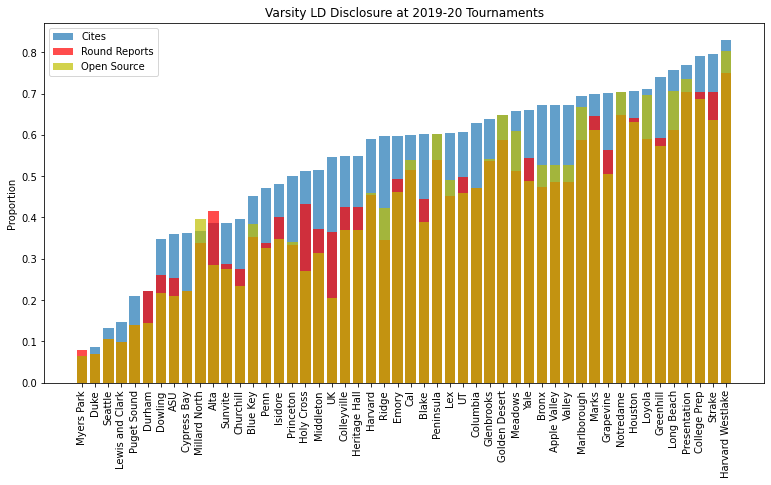 Varsity LD Disclosure at 2019-20 Tournaments
Cites
Round Reports
Open Source
Proportion
0.8
0.7
0.6
0.5
0.4
0.3
0.2
0.1
0.0
Myers Park
Duke
Seattle
Lewis and Clark
Puget Sound
Durham
Dowling
ASU
Cypress Bay
Millard North
Alta
Sunvite
Churchill
Blue Key
Penn
Isidore
Princeton
Holy Cross
Middleton
UK
Colleyville
Heritage Hall
Harvard
Ridge
Emory
Cal
Blake
Peninsula
Lex
UT
Columbia
Glenbrooks
Golden Desert
Meadows
Yale
Bronx
Apple Valley
Valley
Marlborough
Marks
Grapevine
Notredame
Houston
Loyola
Greenhill
Long Beach
Presentation
College Prep
Strake
Harvard Westlake